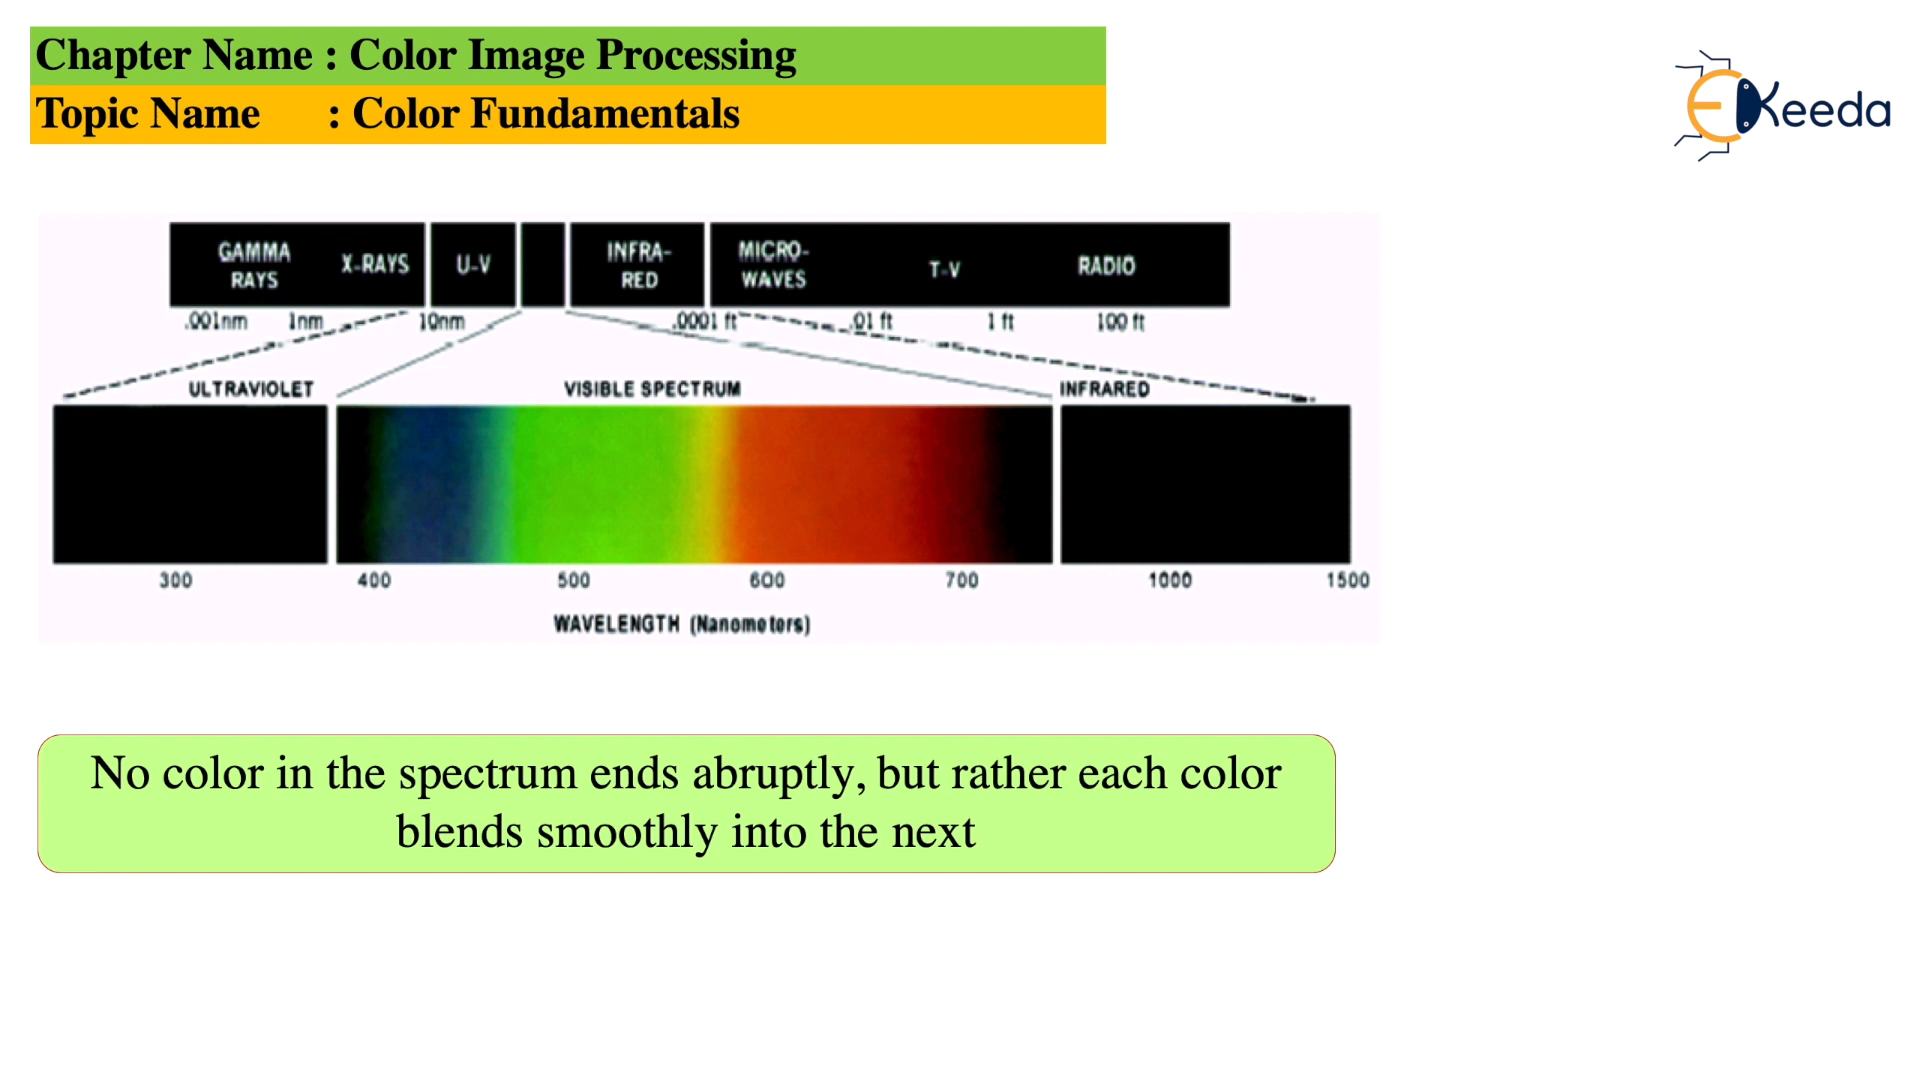 Chapter Name : Color Image Processing
Topic Name : Color Fundamentals
EKeeda
GAMMA RAYS X-RAYS U-V INFRA-RED MICRO-WAVES T-V RADIO
.001nm 1nm 10nm .0001 ft .01 ft 1 ft 100 ft
ULTRAVIOLET VISIBLE SPECTRUM INFRARED
300 400 500 600 700 1000 1500
WAVELENGTH (Nanometers)
No color in the spectrum ends abruptly, but rather each color
blends smoothly into the next